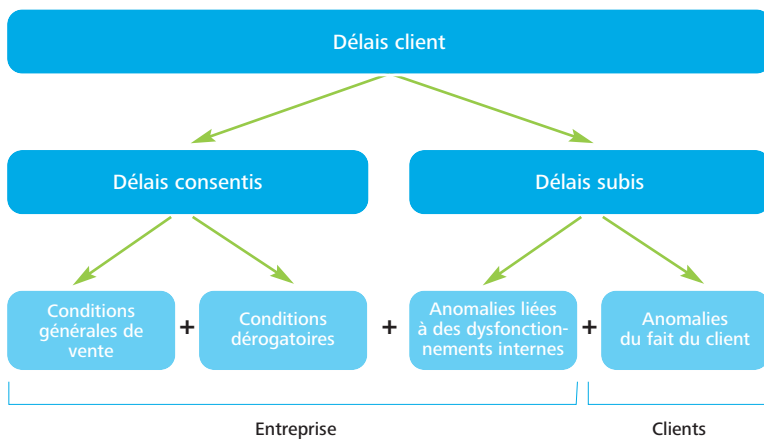 Délais client
Délais consentis
Délais subis
Conditions
générales de
vente
+
Conditions
dérogatoires
+
Anomalies liées
à des dysfonction-
nements internes
+
Anomalies
du fait du client
Entreprise
Clients